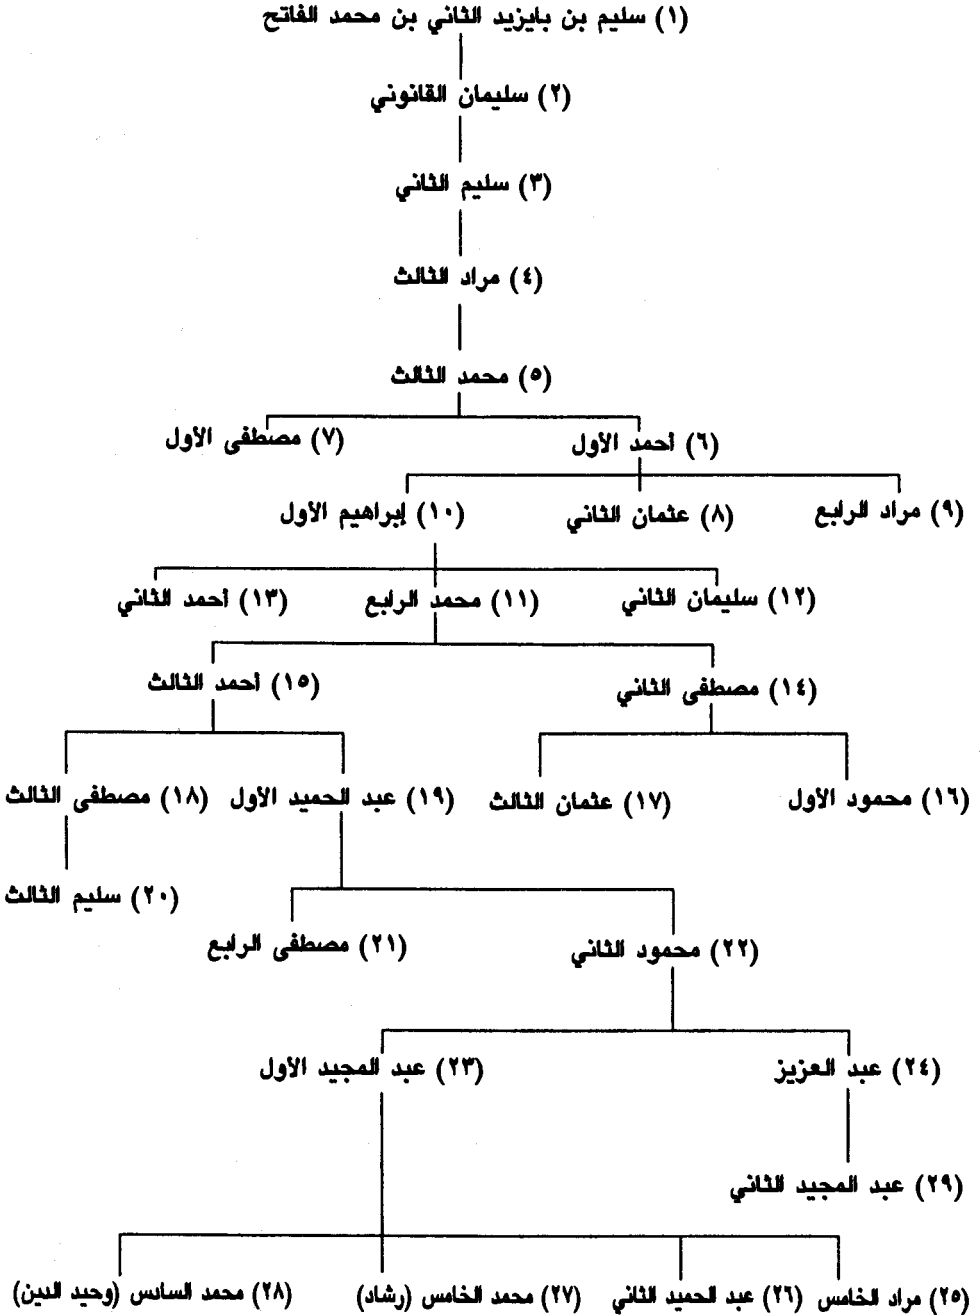 (١) سليم بن بايزيد الثاني بن محمد الفاتح
(٢) سليمان القانوني
(٣) سليم الثاني
(٤) مراد الثالث
(٥) محمد الثالث
(٦) أحمد الأول
(٧) مصطفى الأول
(٩) مراد الرابع
(٨) عثمان الثاني
(١٠) إبراهيم الأول
(١٢) سليمان الثاني
(١١) محمد الرابع
(١٣) أحمد الثاني
(١٤) مصطفى الثاني
(١٥) أحمد الثالث
(١٦) محمود الأول
(١٧) عثمان الثالث
(١٩) عبد الحميد الأول
(١٨) مصطفى الثالث
(٢٠) سليم الثالث
(٢٢) محمود الثاني
(٢١) مصطفى الرابع
(٢٤) عبد العزيز
(٢٣) عبد المجيد الأول
(٢٩) عبد المجيد الثاني
(٢٥) مراد الخامس
(٢٦) عبد الحميد الثاني
(٢٧) محمد الخامس (رشاد)
(٢٨) محمد السادس (وحيد الدين)